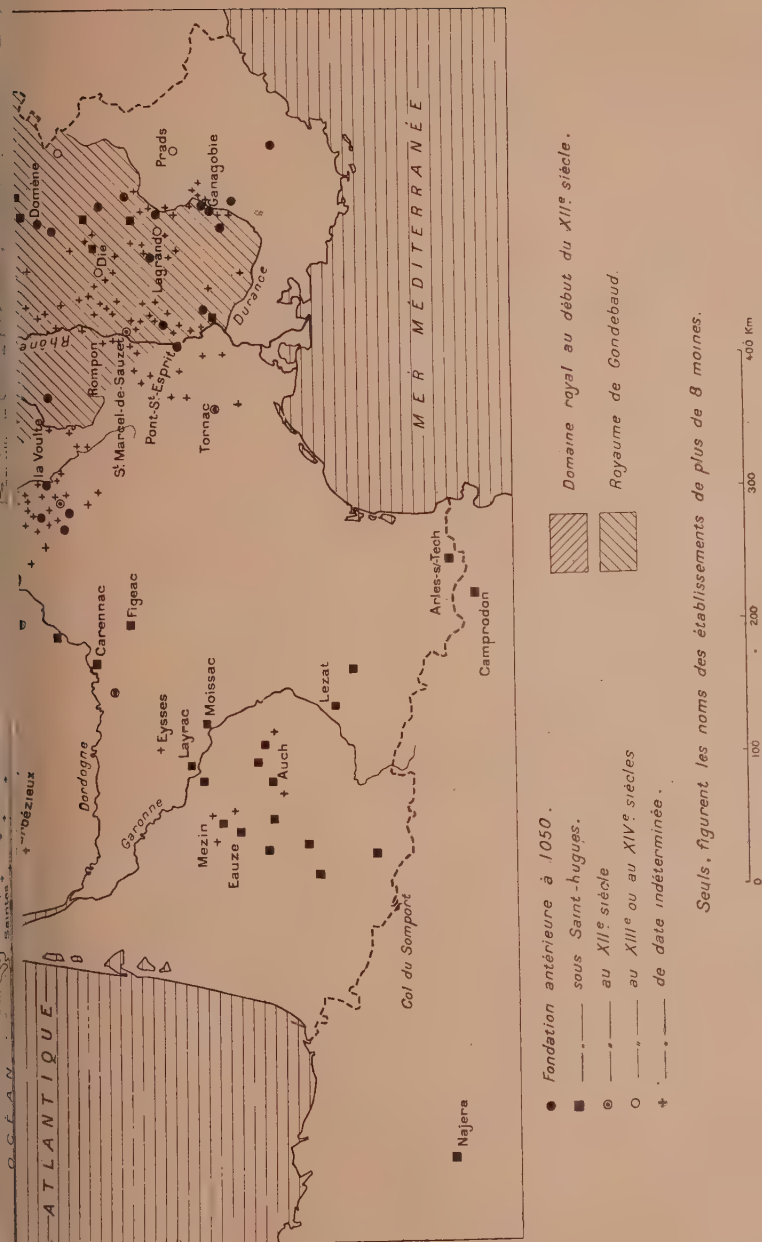 OCÉAN
ATLANTIQUE
Dordogne
Carennac
Figeac
la Voulte
Rompon
Rhône
St Marcel-de-Sauzet
Pont-St-Esprit
Tornac
Domène
Die
Lagrand
Prads
Ganagobie
Durance
+ Eysses
Layrac
Moissac
Garonne
Mezin
Eauze
Auch
Lezat
Col du Somport
Arles-s/-Tech
Camprodon
Najera
MER MÉDITERRANÉE
● Fondation antérieure à 1050.
■ —〃— sous Saint-hugues.
◉ —〃— au XIIe siècle
○ —〃— au XIIIe ou au XIVe siècles
+ —〃— de date indéterminée.
Domaine royal au début du XIIe siècle.
Royaume de Gondebaud.
Seuls, figurent les noms des établissements de plus de 8 moines.
0 100 200 300 400 Km